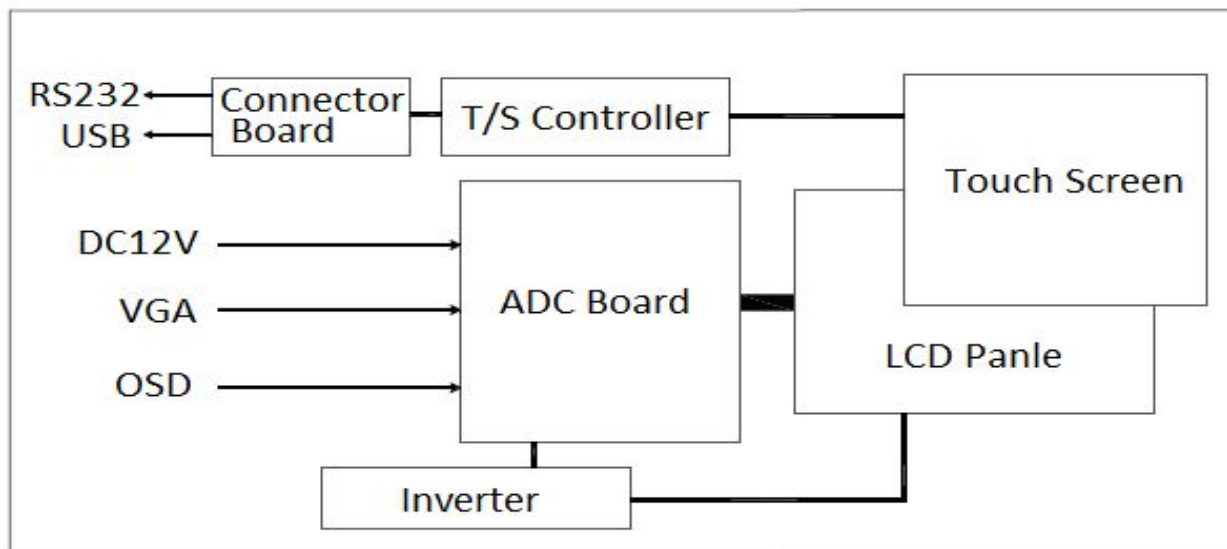 RS232
USB
Connector
Board
T/S Controller
Touch Screen
DC12V
VGA
OSD
ADC Board
LCD Panle
Inverter